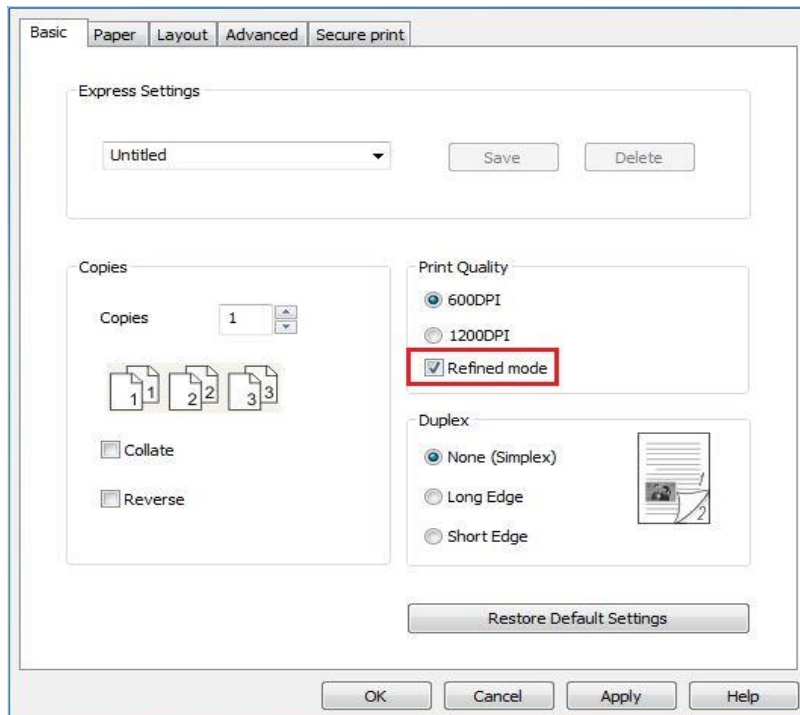 Basic Paper Layout Advanced Secure print
Express Settings
Untitled Save Delete
Copies
Copies 1
1 1 2 2 3 3
Collate
Reverse
Print Quality
600DPI
1200DPI
Refined mode
Duplex
None (Simplex)
Long Edge
Short Edge
1
2
Restore Default Settings
OK Cancel Apply Help